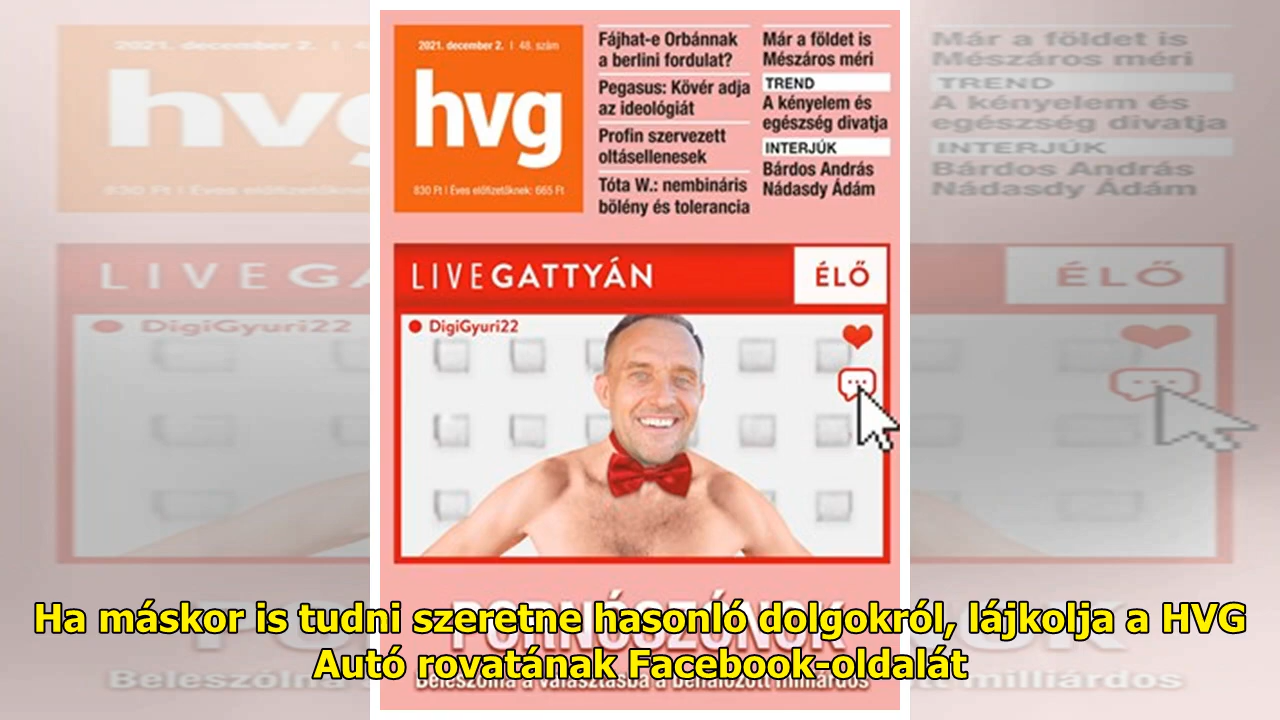 2021. december 2. | 48. szám
hvg
830 Ft | Éves előfizetőknek: 665 Ft
Fájhat-e Orbánnak
a berlini fordulat?
Pegasus: Kövér adja
az ideológiát
Profin szervezett
oltásellenesek
Tóta W.: nembináris
bölény és tolerancia
Már a földet is
Mészáros méri
TREND
A kényelem és
egészség divatja
INTERJÚK
Bárdos András
Nádasdy Ádám
LIVEGATTYÁN
ÉLŐ
DigiGyuri22
Ha máskor is tudni szeretne hasonló dolgokról, lájkolja a HVG
Autó rovatának Facebook-oldalát